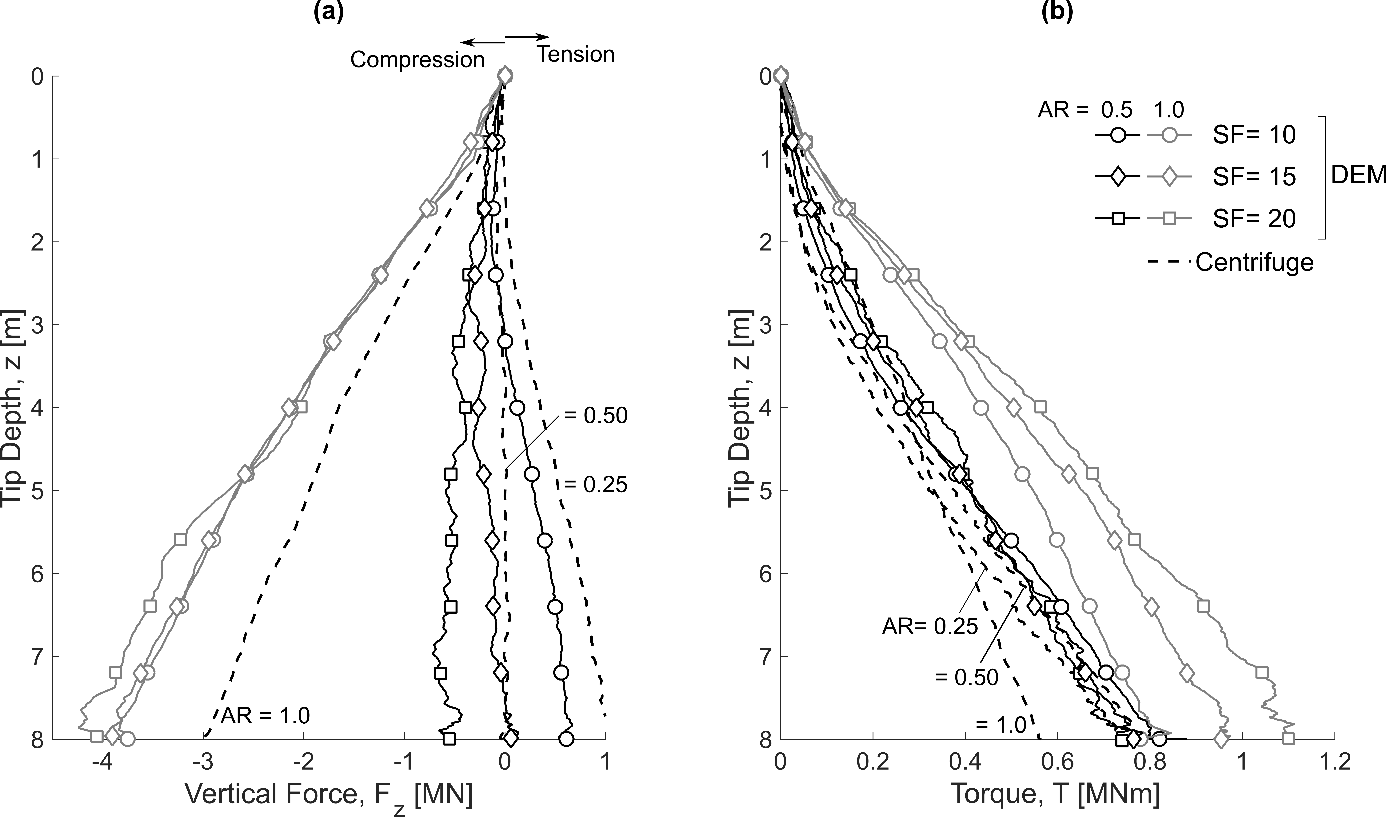 (a)
Compression
Tension
0
1
2
3
4
5
6
7
8
Tip Depth, z [m]
= 0.50
= 0.25
AR = 1.0
-4
-3
-2
-1
0
1
Vertical Force, F_z [MN]
(b)
AR = 0.5 1.0
SF= 10
SF= 15
SF= 20
DEM
Centrifuge
0
1
2
3
4
5
6
7
8
Tip Depth, z [m]
AR= 0.25
= 0.50
= 1.0
0
0.2
0.4
0.6
0.8
1
1.2
Torque, T [MNm]